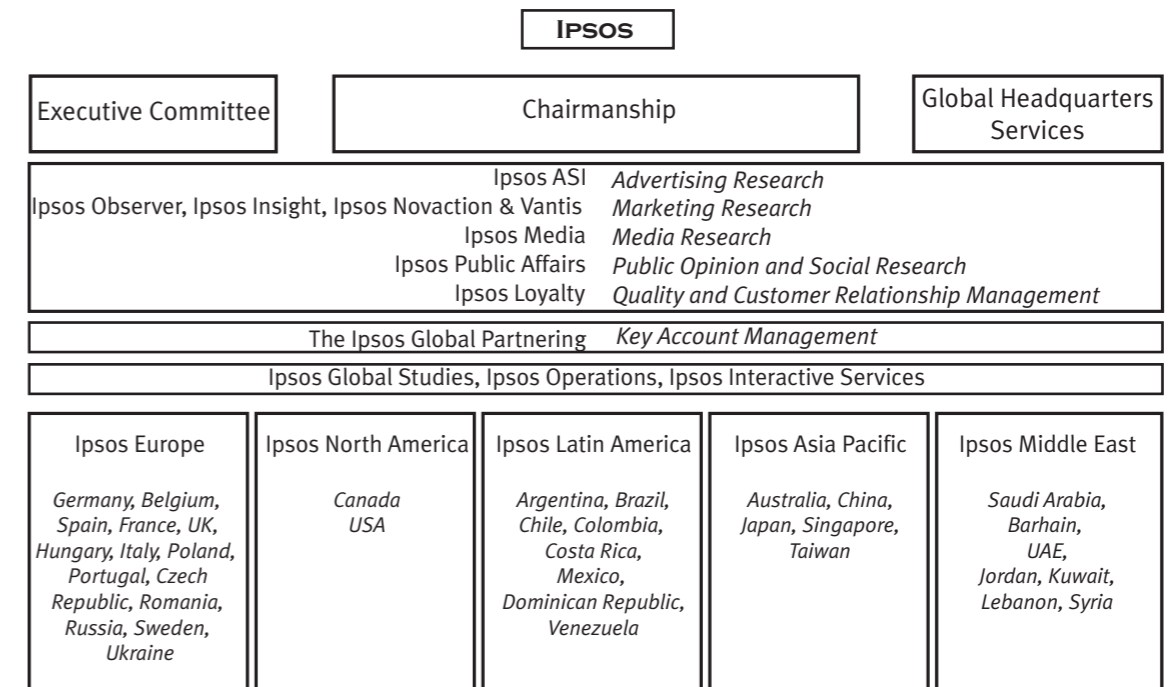 IPSOS
Executive Committee
Chairmanship
Global Headquarters
Services
Ipsos ASI Advertising Research
Ipsos Observer, Ipsos Insight, Ipsos Novaction & Vantis Marketing Research
Ipsos Media Media Research
Ipsos Public Affairs Public Opinion and Social Research
Ipsos Loyalty Quality and Customer Relationship Management
The Ipsos Global Partnering Key Account Management
Ipsos Global Studies, Ipsos Operations, Ipsos Interactive Services
Ipsos Europe
Germany, Belgium,
Spain, France, UK,
Hungary, Italy, Poland,
Portugal, Czech
Republic, Romania,
Russia, Sweden,
Ukraine
Ipsos North America
Canada
USA
Ipsos Latin America
Argentina, Brazil,
Chile, Colombia,
Costa Rica,
Mexico,
Dominican Republic,
Venezuela
Ipsos Asia Pacific
Australia, China,
Japan, Singapore,
Taiwan
Ipsos Middle East
Saudi Arabia,
Barhain,
UAE,
Jordan, Kuwait,
Lebanon, Syria